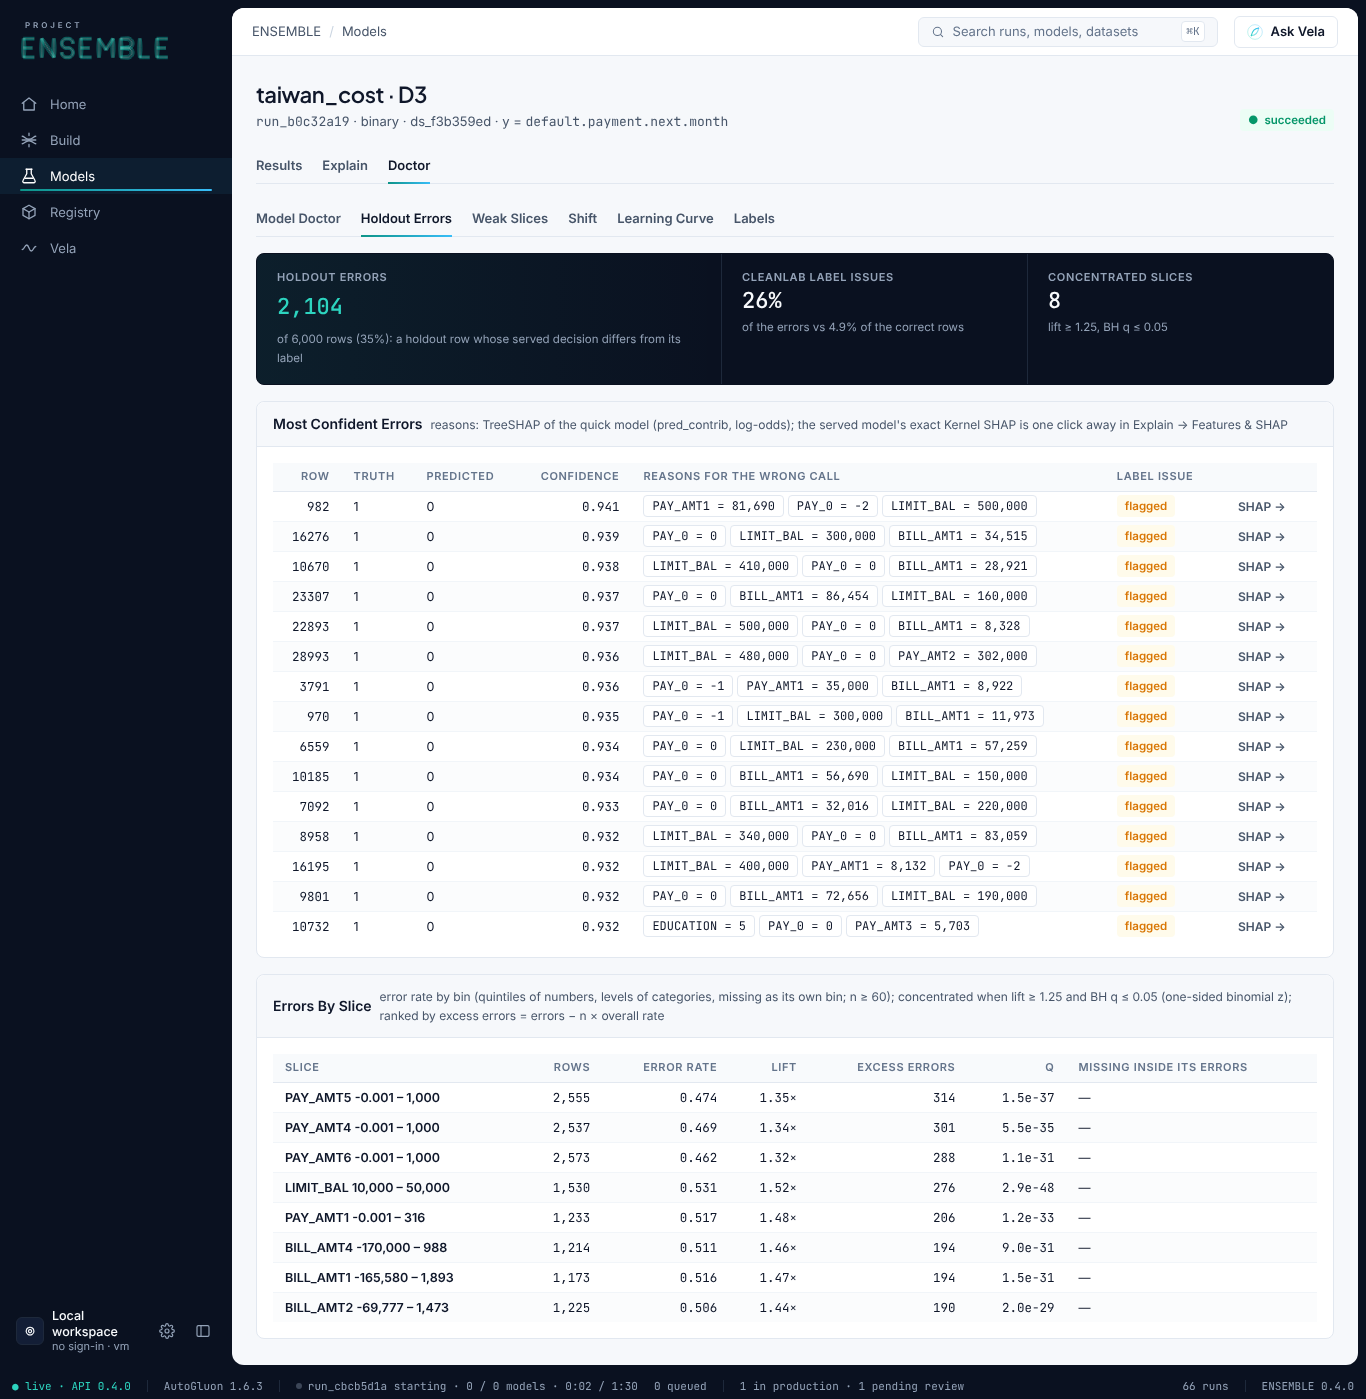 PROJECT
ENSEMBLE
Home
Build
Models
Registry
Vela
Local workspace
no sign-in · vm
ENSEMBLE / Models
Search runs, models, datasets ⌘K
Ask Vela
taiwan_cost · D3
run_b0c32a19 · binary · ds_f3b359ed · y = default.payment.next.month
succeeded
Results Explain Doctor
Model Doctor Holdout Errors Weak Slices Shift Learning Curve Labels
HOLDOUT ERRORS
2,104
of 6,000 rows (35%): a holdout row whose served decision differs from its
label
CLEANLAB LABEL ISSUES
26%
of the errors vs 4.9% of the correct rows
CONCENTRATED SLICES
8
lift ≥ 1.25, BH q ≤ 0.05
Most Confident Errors reasons: TreeSHAP of the quick model (pred_contrib, log-odds); the served model's exact Kernel SHAP is one click away in Explain → Features & SHAP
ROW TRUTH PREDICTED CONFIDENCE REASONS FOR THE WRONG CALL LABEL ISSUE
982 1 0 0.941 PAY_AMT1 = 81,690 PAY_0 = -2 LIMIT_BAL = 500,000 flagged SHAP →
16276 1 0 0.939 PAY_0 = 0 LIMIT_BAL = 300,000 BILL_AMT1 = 34,515 flagged SHAP →
10670 1 0 0.938 LIMIT_BAL = 410,000 PAY_0 = 0 BILL_AMT1 = 28,921 flagged SHAP →
23307 1 0 0.937 PAY_0 = 0 BILL_AMT1 = 86,454 LIMIT_BAL = 160,000 flagged SHAP →
22893 1 0 0.937 LIMIT_BAL = 500,000 PAY_0 = 0 BILL_AMT1 = 8,328 flagged SHAP →
28993 1 0 0.936 LIMIT_BAL = 480,000 PAY_0 = 0 PAY_AMT2 = 302,000 flagged SHAP →
3791 1 0 0.936 PAY_0 = -1 PAY_AMT1 = 35,000 BILL_AMT1 = 8,922 flagged SHAP →
970 1 0 0.935 PAY_0 = -1 LIMIT_BAL = 300,000 BILL_AMT1 = 11,973 flagged SHAP →
6559 1 0 0.934 PAY_0 = 0 LIMIT_BAL = 230,000 BILL_AMT1 = 57,259 flagged SHAP →
10185 1 0 0.934 PAY_0 = 0 BILL_AMT1 = 56,690 LIMIT_BAL = 150,000 flagged SHAP →
7092 1 0 0.933 PAY_0 = 0 BILL_AMT1 = 32,016 LIMIT_BAL = 220,000 flagged SHAP →
8958 1 0 0.932 LIMIT_BAL = 340,000 PAY_0 = 0 BILL_AMT1 = 83,059 flagged SHAP →
16195 1 0 0.932 LIMIT_BAL = 400,000 PAY_AMT1 = 8,132 PAY_0 = -2 flagged SHAP →
9801 1 0 0.932 PAY_0 = 0 BILL_AMT1 = 72,656 LIMIT_BAL = 190,000 flagged SHAP →
10732 1 0 0.932 EDUCATION = 5 PAY_0 = 0 PAY_AMT3 = 5,703 flagged SHAP →
Errors By Slice error rate by bin (quintiles of numbers, levels of categories, missing as its own bin; n ≥ 60); concentrated when lift ≥ 1.25 and BH q ≤ 0.05 (one-sided binomial z);
ranked by excess errors = errors − n × overall rate
SLICE ROWS ERROR RATE LIFT EXCESS ERRORS Q MISSING INSIDE ITS ERRORS
PAY_AMT5 -0.001 – 1,000 2,555 0.474 1.35× 314 1.5e-37 —
PAY_AMT4 -0.001 – 1,000 2,537 0.469 1.34× 301 5.5e-35 —
PAY_AMT6 -0.001 – 1,000 2,573 0.462 1.32× 288 1.1e-31 —
LIMIT_BAL 10,000 – 50,000 1,530 0.531 1.52× 276 2.9e-48 —
PAY_AMT1 -0.001 – 316 1,233 0.517 1.48× 206 1.2e-33 —
BILL_AMT4 -170,000 – 988 1,214 0.511 1.46× 194 9.0e-31 —
BILL_AMT1 -165,580 – 1,893 1,173 0.516 1.47× 194 1.5e-31 —
BILL_AMT2 -69,777 – 1,473 1,225 0.506 1.44× 190 2.0e-29 —
live · API 0.4.0 AutoGluon 1.6.3 run_cbcb5d1a starting · 0 / 0 models · 0:02 / 1:30 0 queued 1 in production · 1 pending review 66 runs ENSEMBLE 0.4.0